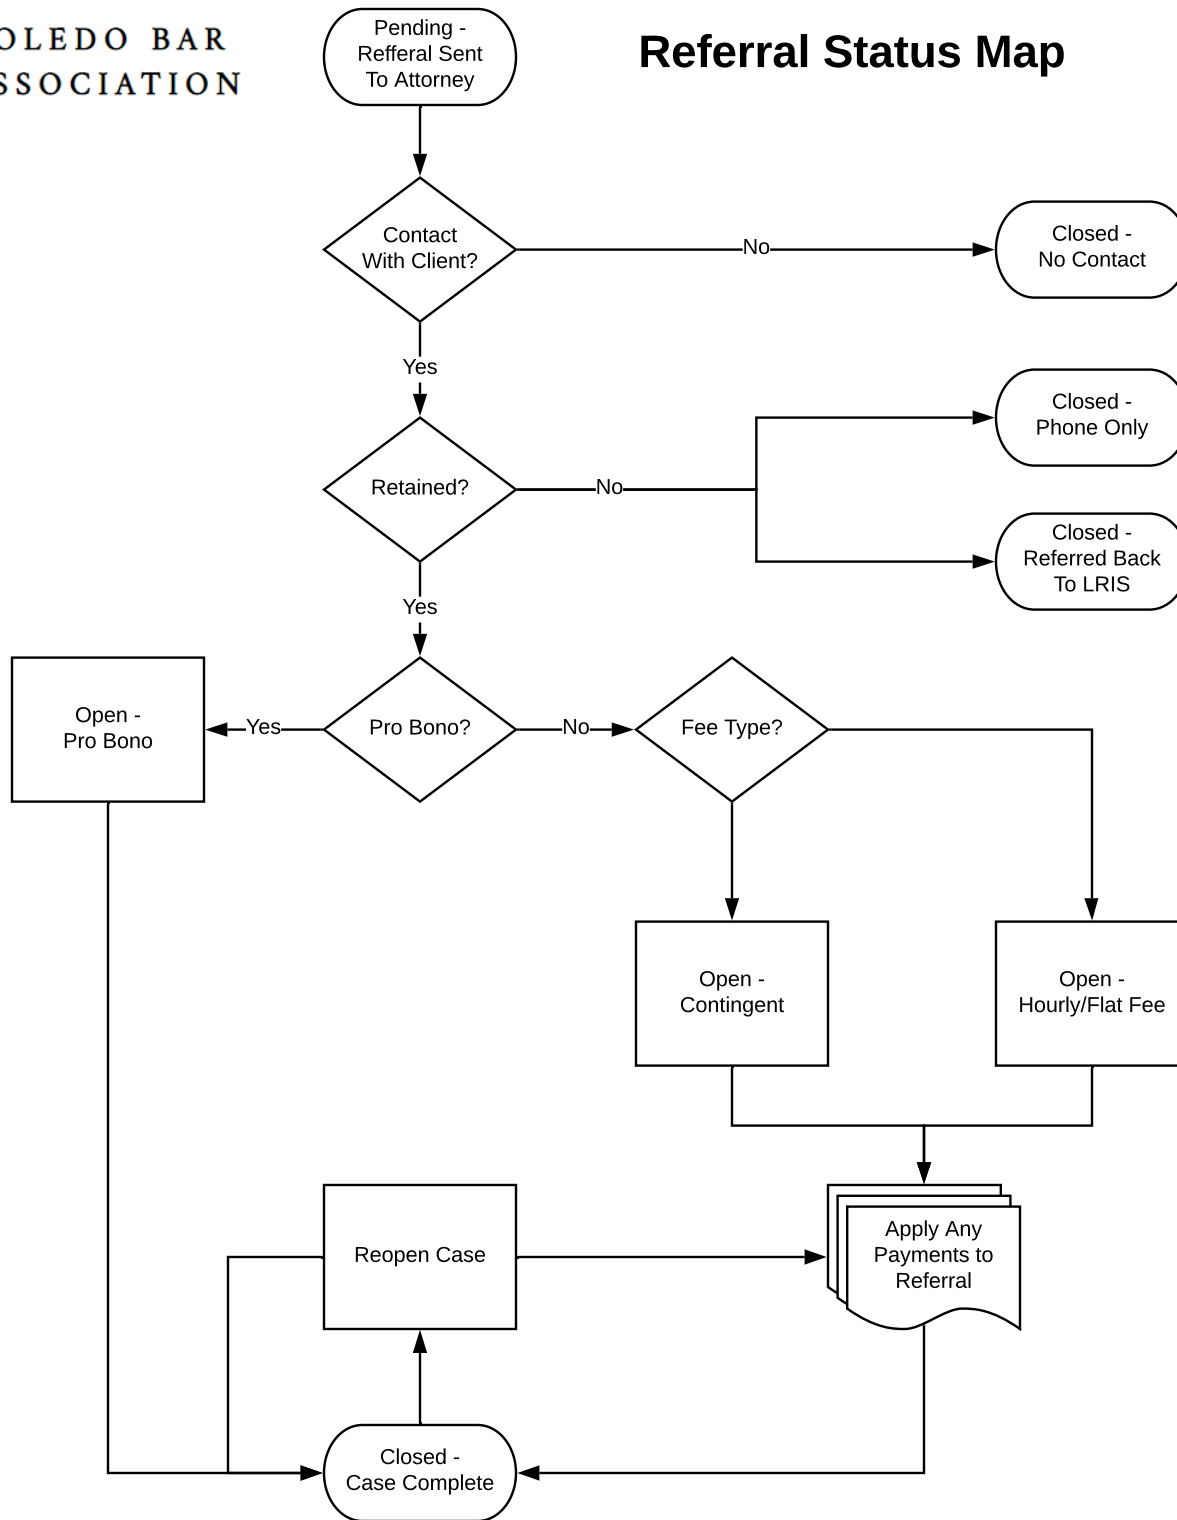 OLEDO BAR
SSOCIATION
Referral Status Map
Pending -
Refferal Sent
To Attorney
Contact
With Client?
No
Closed -
No Contact
Yes
Retained?
No
Closed -
Phone Only
Closed -
Referred Back
To LRIS
Yes
Open -
Pro Bono
Yes
Pro Bono?
No
Fee Type?
Open -
Contingent
Open -
Hourly/Flat Fee
Reopen Case
Apply Any
Payments to
Referral
Closed -
Case Complete